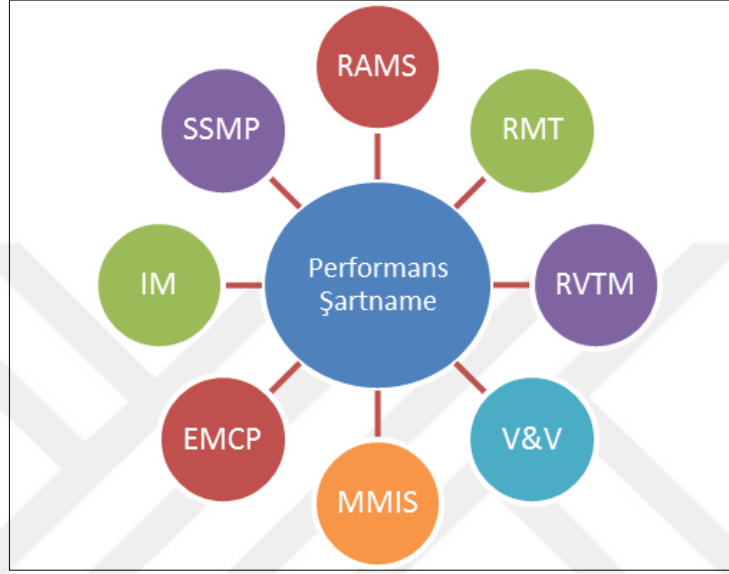 RAMS
SSMP
RMT
IM
Performans
Şartname
RVTM
EMCP
V&V
MMIS